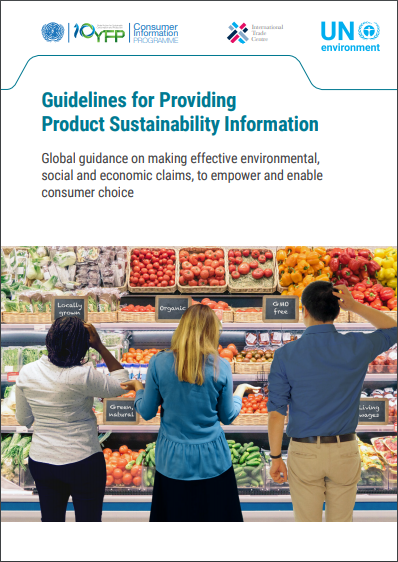 10YFP
Consumer
Information
PROGRAMME
International
Trade
Centre
UN
environment
Guidelines for Providing
Product Sustainability Information
Global guidance on making effective environmental,
social and economic claims, to empower and enable
consumer choice
Locally
grown
Organic
GMO
free
Green,
natural
living
wages